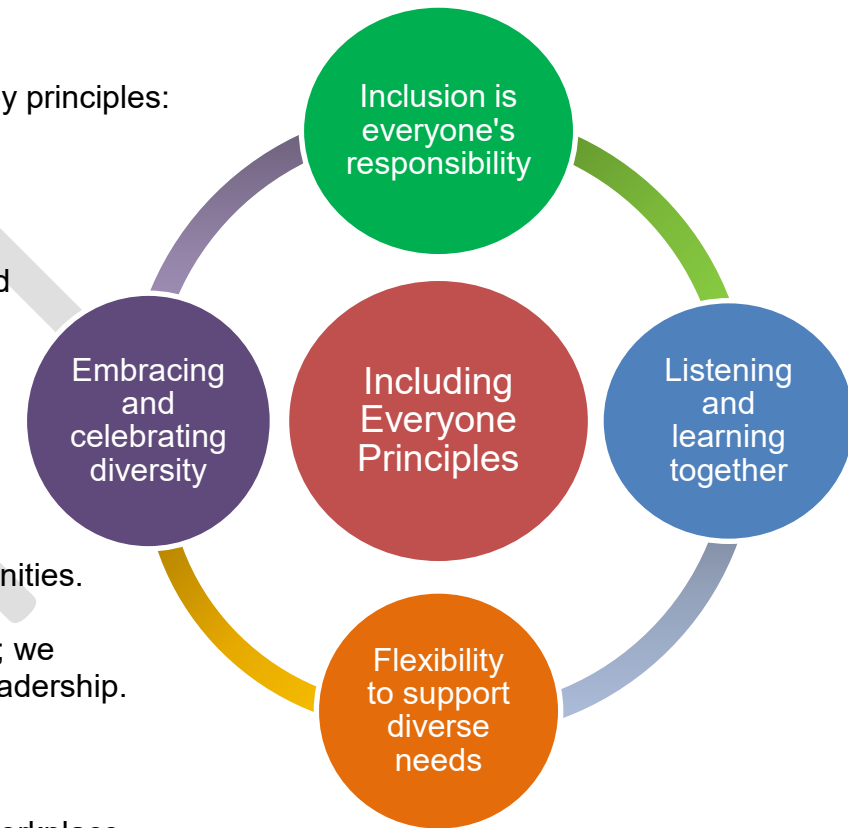 y principles:
d
nities.
; we
adership.
Inclusion is
everyone's
responsibility
Embracing
and
celebrating
diversity
Including
Everyone
Principles
Listening
and
learning
together
Flexibility
to support
diverse
needs